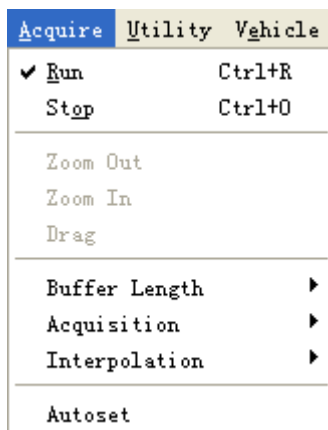 Acquire Utility Vehicle
Run Ctrl+R
Stop Ctrl+O
Zoom Out
Zoom In
Drag
Buffer Length
Acquisition
Interpolation
Autoset